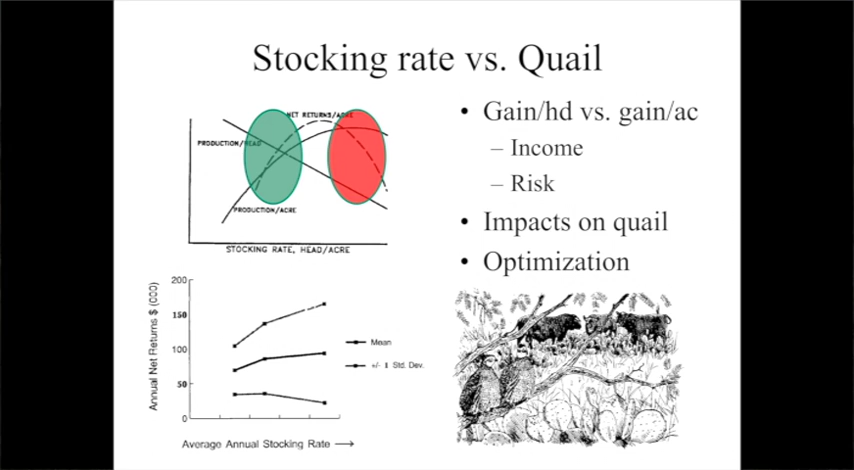 Stocking rate vs. Quail
NET RETURNS/ACRE
PRODUCTION/HEAD
PRODUCTION/ACRE
STOCKING RATE, HEAD/ACRE
• Gain/hd vs. gain/ac
– Income
– Risk
• Impacts on quail
• Optimization
Annual Net Returns $ (000)
200
150
100
50
0
Mean
+/- 1 Std. Dev.
Average Annual Stocking Rate